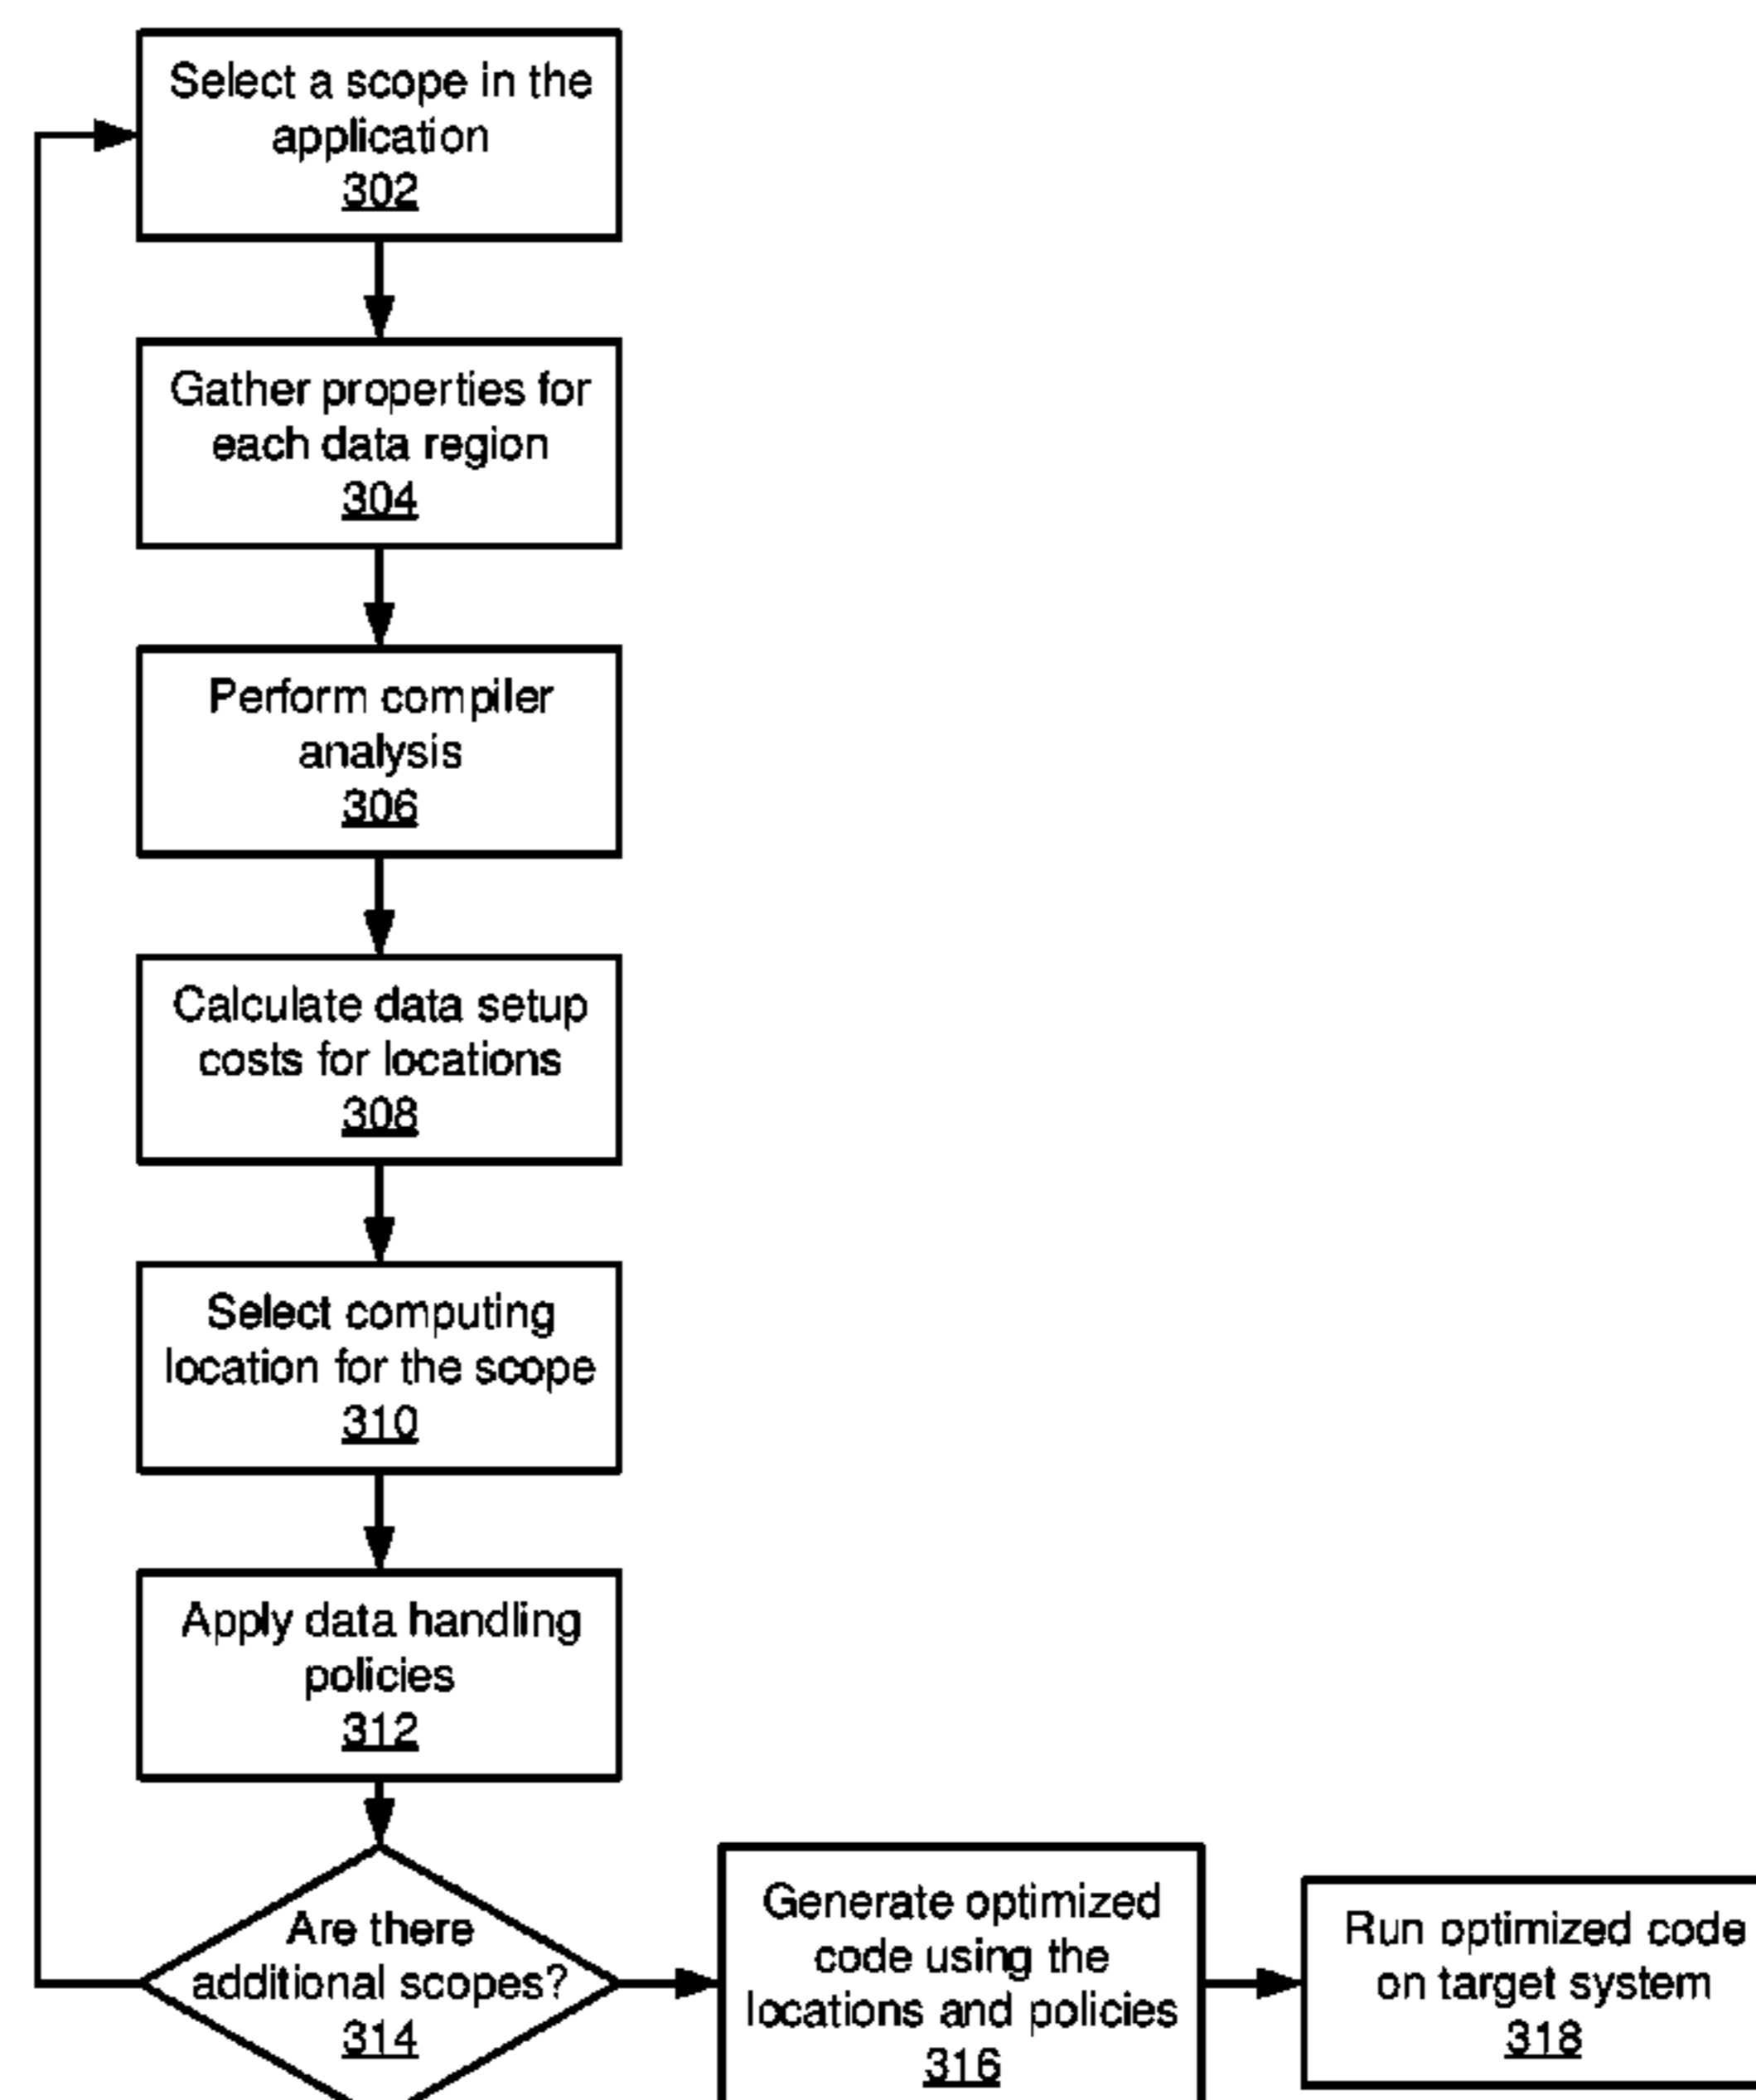 Select a scope in the
application
302
Gather properties for
each data region
304
Perform compiler
analysis
306
Calculate data setup
costs for locations
308
Select computing
location for the scope
310
Apply data handling
policies
312
Are there
additional scopes?
314
Generate optimized
code using the
locations and policies
316
Run optimized code
on target system
318